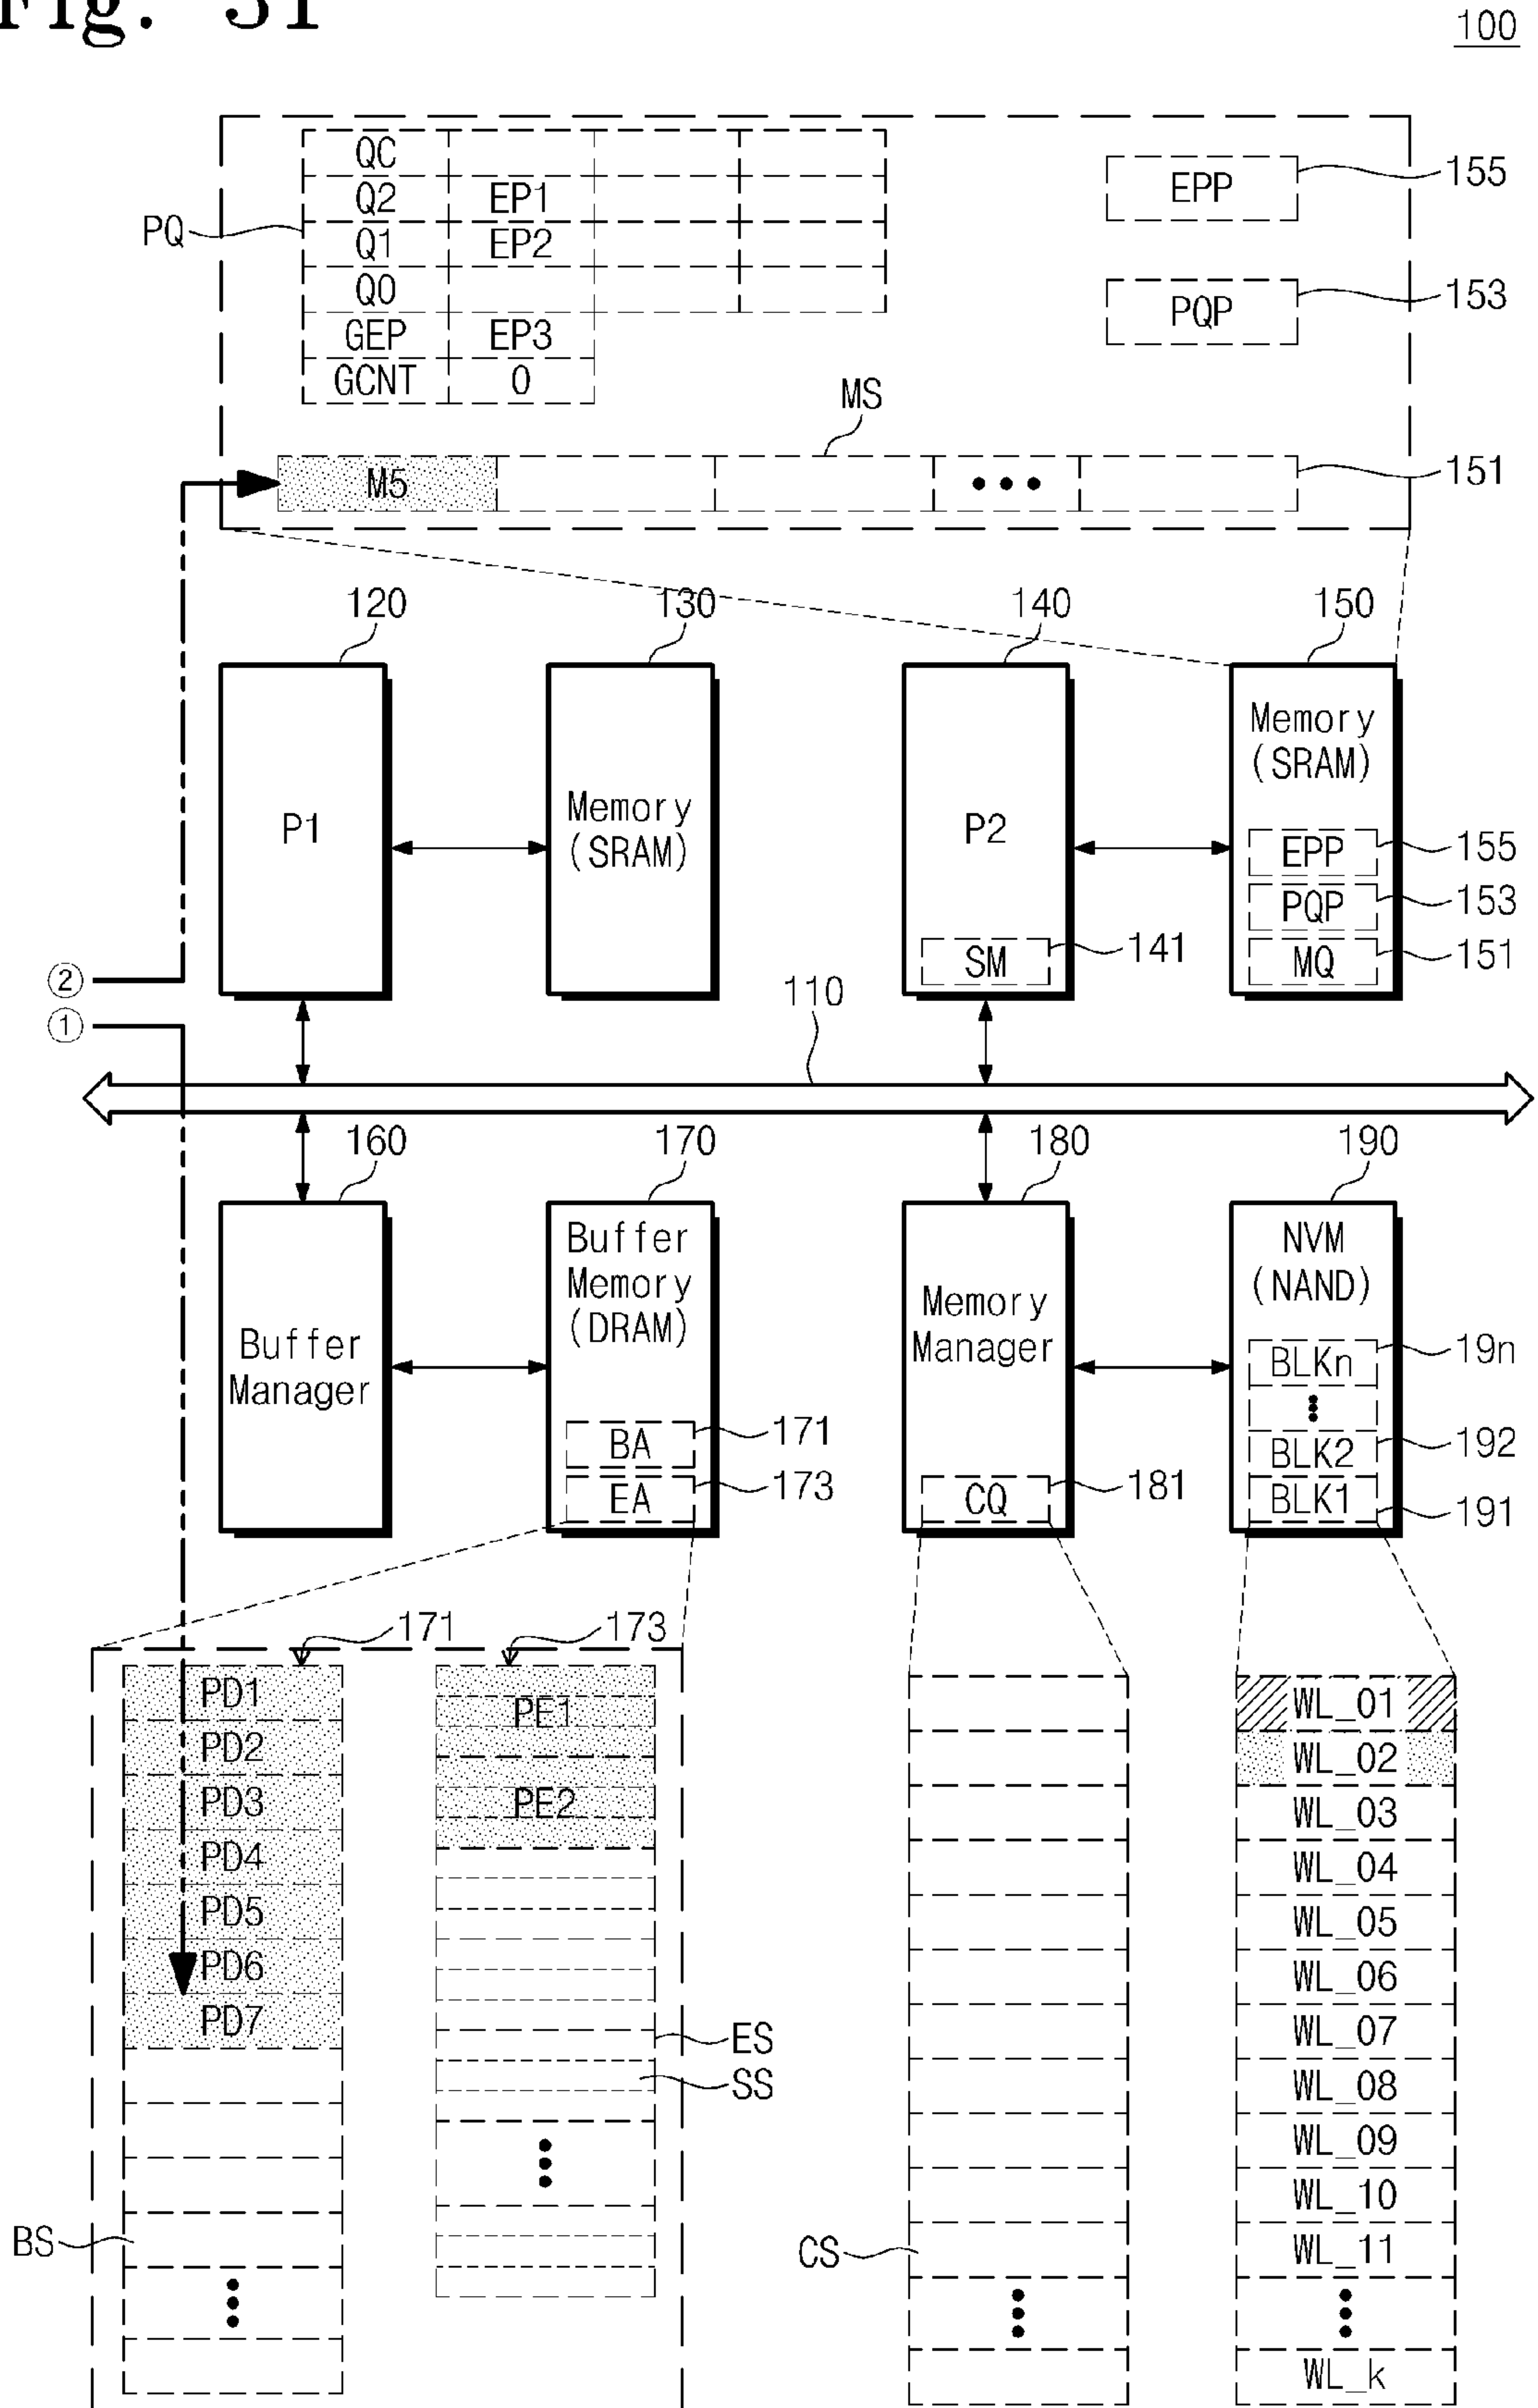 Fig. 31
100
QC
Q2 EP1
Q1 EP2
Q0
GEP EP3
GCNT 0
PQ
EPP 155
PQP 153
MS
M5 151
120
130
140
150
P1
Memory
(SRAM)
P2
SM 141
Memory
(SRAM)
EPP 155
PQP 153
MQ 151
②
①
110
160
170
180
190
Buffer
Manager
Buffer
Memory
(DRAM)
BA 171
EA 173
Memory
Manager
CQ 181
NVM
(NAND)
BLKn 19n
BLK2 192
BLK1 191
171
173
PD1
PD2
PD3
PD4
PD5
PD6
PD7
BS
PE1
PE2
ES
SS
CS
WL_01
WL_02
WL_03
WL_04
WL_05
WL_06
WL_07
WL_08
WL_09
WL_10
WL_11
WL_k